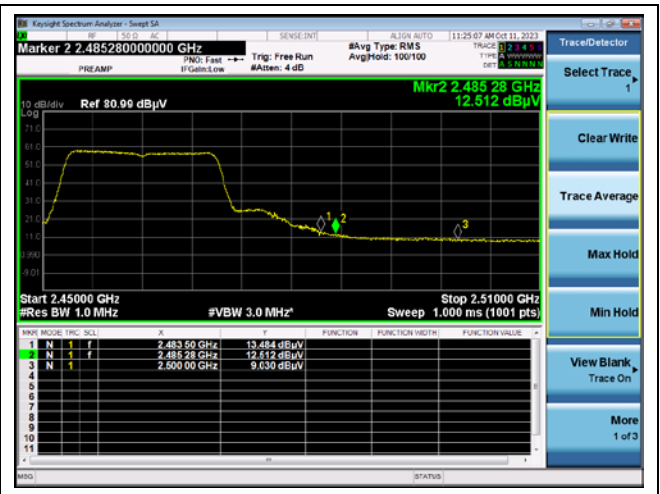 Keysight Spectrum Analyzer - Swept SA
RF 50 Ω AC SENSE:INT ALIGN AUTO 11:25:07 AM Oct 11, 2023
Marker 2 2.485280000000 GHz
PREAMP
PNO: Fast
IFGain:Low
Trig: Free Run
#Atten: 4 dB
#Avg Type: RMS
Avg|Hold: 100/100
TRACE 1 2 3 4 5 6
TYPE A WWWWW
DET A S N N N N
Trace/Detector
Mkr2 2.485 28 GHz
12.512 dBµV
10 dB/div Ref 80.99 dBµV
Log
71.0
61.0
51.0
41.0
31.0
21.0
11.0
0.990
-9.01
1
2
3
Start 2.45000 GHz Stop 2.51000 GHz
#Res BW 1.0 MHz #VBW 3.0 MHz* Sweep 1.000 ms (1001 pts)
MKR MODE TRC SCL X Y FUNCTION FUNCTION WIDTH FUNCTION VALUE
1 N 1 f 2.483 50 GHz 13.484 dBµV
2 N 1 f 2.485 28 GHz 12.512 dBµV
3 N 1 2.500 00 GHz 9.030 dBµV
4
5
6
7
8
9
10
11
MSG STATUS
Select Trace
1
Clear Write
Trace Average
Max Hold
Min Hold
View Blank
Trace On
More
1 of 3